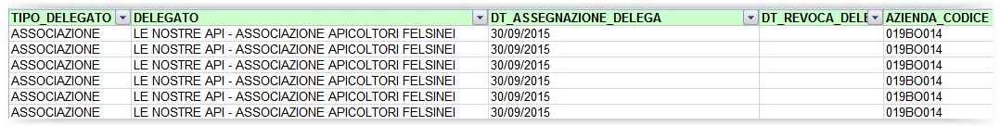 TIPO_DELEGATO DELEGATO DT_ASSEGNAZIONE_DELEGA DT_REVOCA_DELE AZIENDA_CODICE
ASSOCIAZIONE LE NOSTRE API - ASSOCIAZIONE APICOLTORI FELSINEI 30/09/2015 019BO014
ASSOCIAZIONE LE NOSTRE API - ASSOCIAZIONE APICOLTORI FELSINEI 30/09/2015 019BO014
ASSOCIAZIONE LE NOSTRE API - ASSOCIAZIONE APICOLTORI FELSINEI 30/09/2015 019BO014
ASSOCIAZIONE LE NOSTRE API - ASSOCIAZIONE APICOLTORI FELSINEI 30/09/2015 019BO014
ASSOCIAZIONE LE NOSTRE API - ASSOCIAZIONE APICOLTORI FELSINEI 30/09/2015 019BO014
ASSOCIAZIONE LE NOSTRE API - ASSOCIAZIONE APICOLTORI FELSINEI 30/09/2015 019BO014